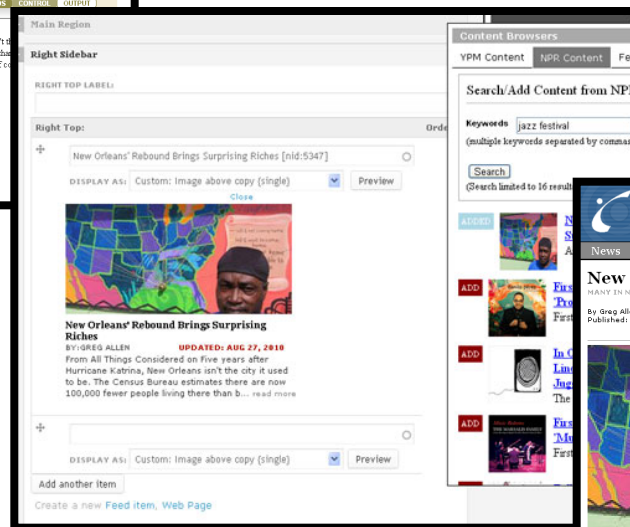 CONTROL OUTPUT
Main Region
Right Sidebar
RIGHT TOP LABEL:
Right Top:
New Orleans' Rebound Brings Surprising Riches [nid:5347]
DISPLAY AS: Custom: Image above copy (single)
Preview
Close
New Orleans' Rebound Brings Surprising
Riches
BY: GREG ALLEN UPDATED: AUG 27, 2010
From All Things Considered on Five years after
Hurricane Katrina, New Orleans isn't the city it used
to be. The Census Bureau estimates there are now
100,000 fewer people living there than b... read more
DISPLAY AS: Custom: Image above copy (single)
Preview
Add another item
Create a new Feed item, Web Page
Content Browsers
YPM Content NPR Content
Search/Add Content from
Keywords jazz festival
(multiple keywords separated by
Search
(Search limited to 16
ADDED
ADD
First
ADD
In
The
ADD
First
News
New
MANY IN
By Greg
Published: